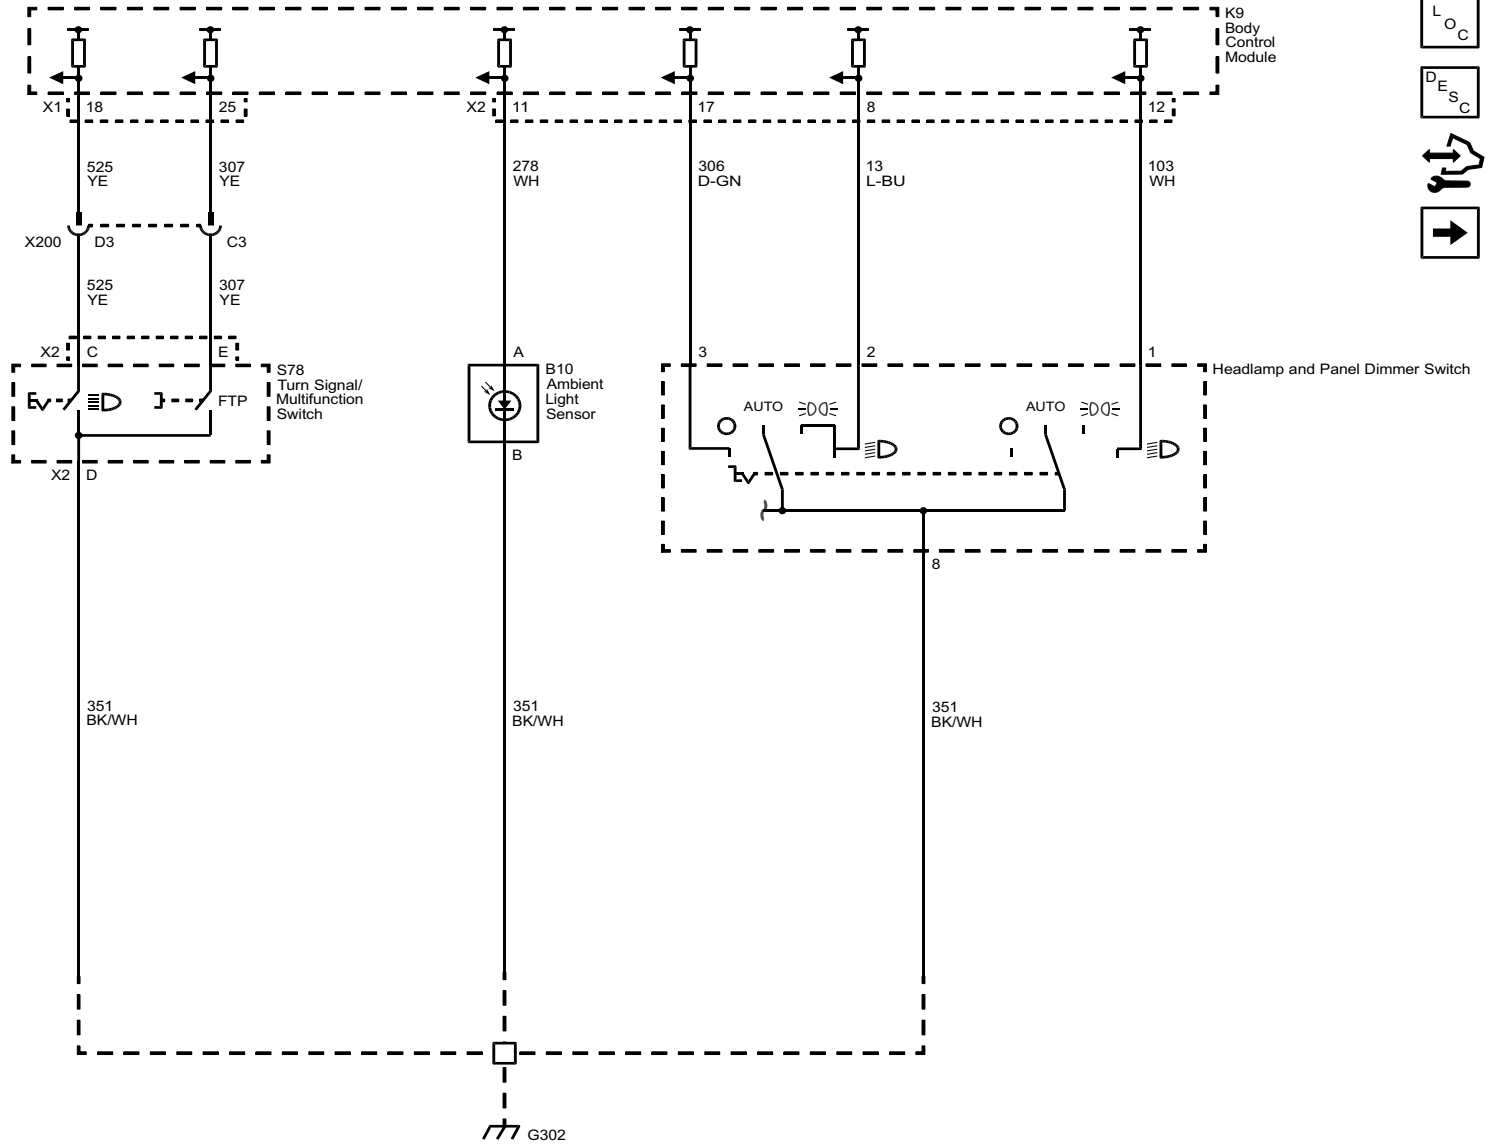 K9
Body
Control
Module
L
O
C
D
E
S
C
X1 18
25
X2 11
17
8
12
525
YE
307
YE
278
WH
306
D-GN
13
L-BU
103
WH
X200 D3
C3
525
YE
307
YE
X2 C
E
A
3
2
1
S78
Turn Signal/
Multifunction
Switch
FTP
B10
Ambient
Light
Sensor
Headlamp and Panel Dimmer Switch
AUTO
AUTO
B
X2 D
8
351
BK/WH
351
BK/WH
351
BK/WH
G302